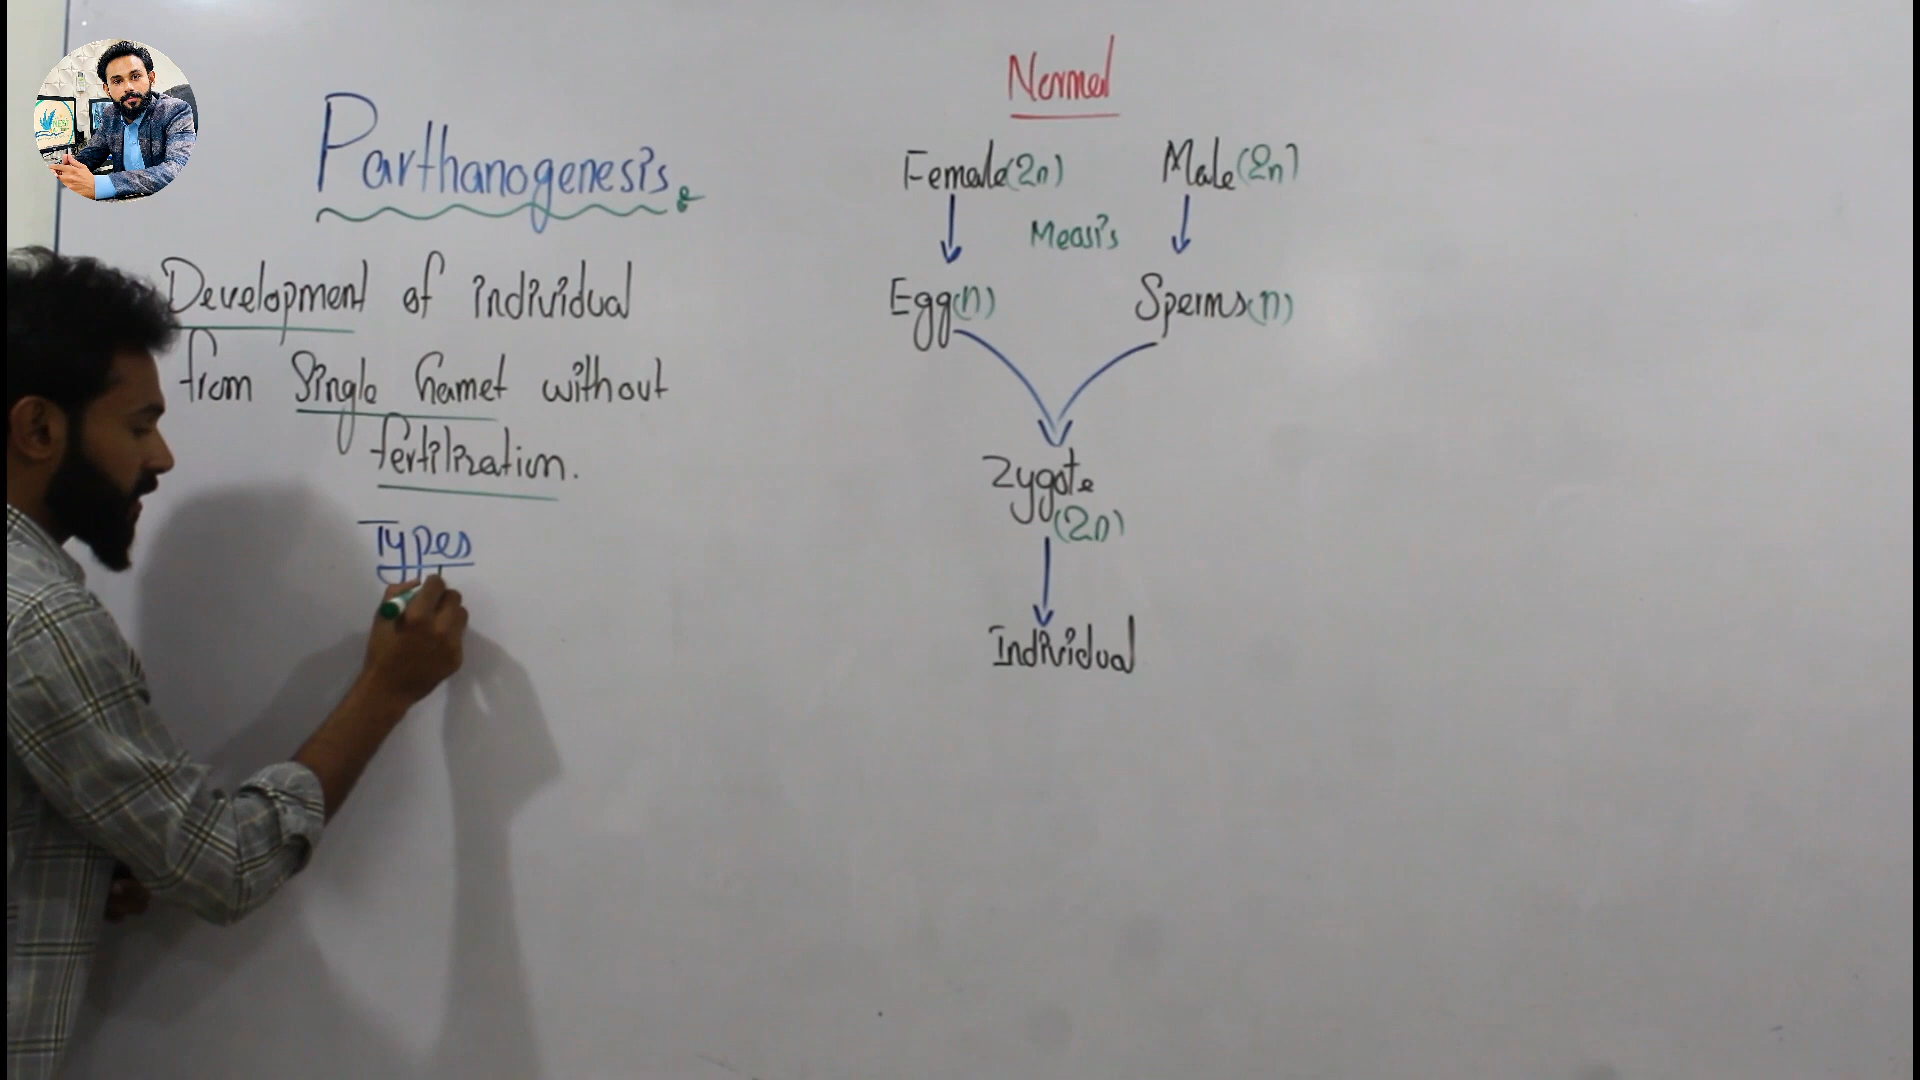 Parthanogenesis
Development of individual
from Single Gamet without
fertilization.
Types
Normal
Female(2n) Male(2n)
Measis
Egg(n) Sperms(n)
Zygote
(2n)
Individual